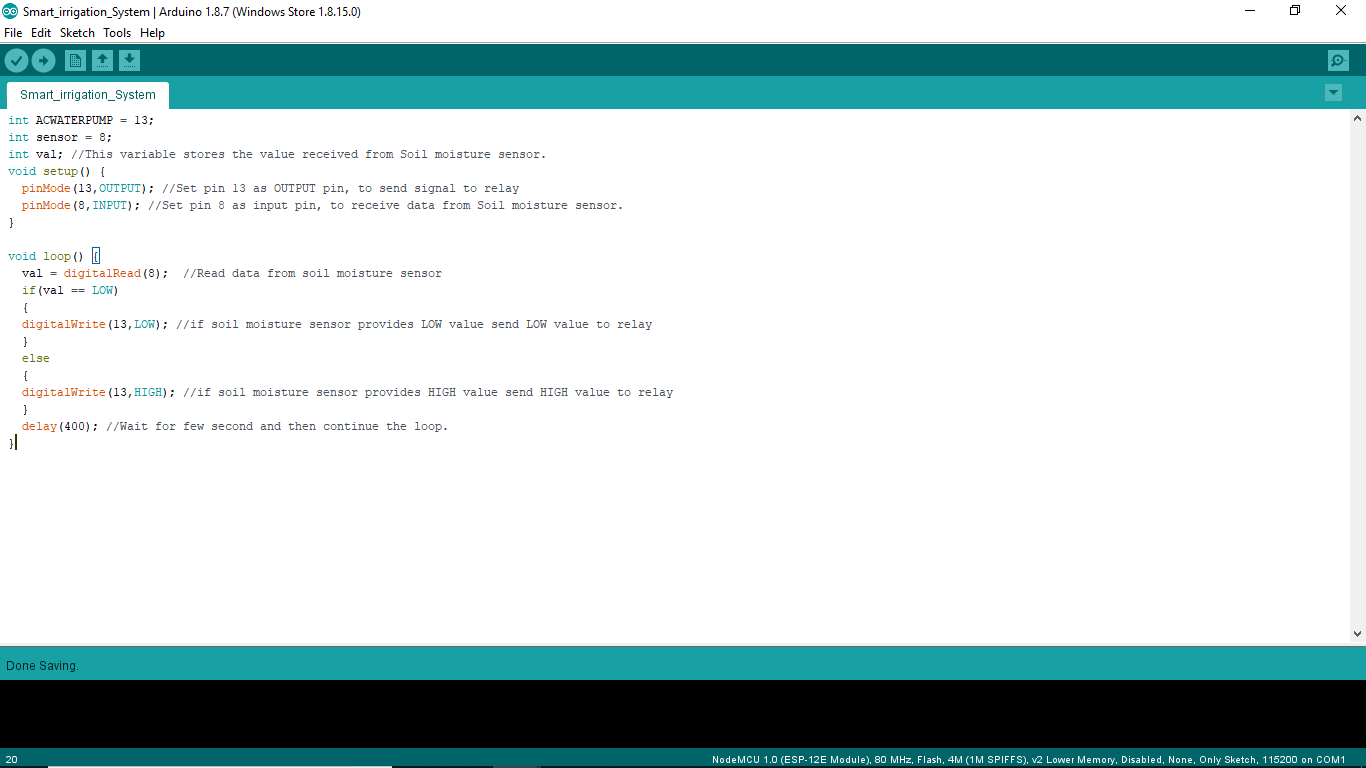 Smart_irrigation_System | Arduino 1.8.7 (Windows Store 1.8.15.0)
File Edit Sketch Tools Help
Smart_irrigation_System
int ACWATERPUMP = 13;
int sensor = 8;
int val; //This variable stores the value received from Soil moisture sensor.
void setup() {
  pinMode(13,OUTPUT); //Set pin 13 as OUTPUT pin, to send signal to relay
  pinMode(8,INPUT); //Set pin 8 as input pin, to receive data from Soil moisture sensor.
}
void loop() {
  val = digitalRead(8);  //Read data from soil moisture sensor
  if(val == LOW)
  {
  digitalWrite(13,LOW); //if soil moisture sensor provides LOW value send LOW value to relay
  }
  else
  {
  digitalWrite(13,HIGH); //if soil moisture sensor provides HIGH value send HIGH value to relay
  }
  delay(400); //Wait for few second and then continue the loop.
}
Done Saving.
20
NodeMCU 1.0 (ESP-12E Module), 80 MHz, Flash, 4M (1M SPIFFS), v2 Lower Memory, Disabled, None, Only Sketch, 115200 on COM1